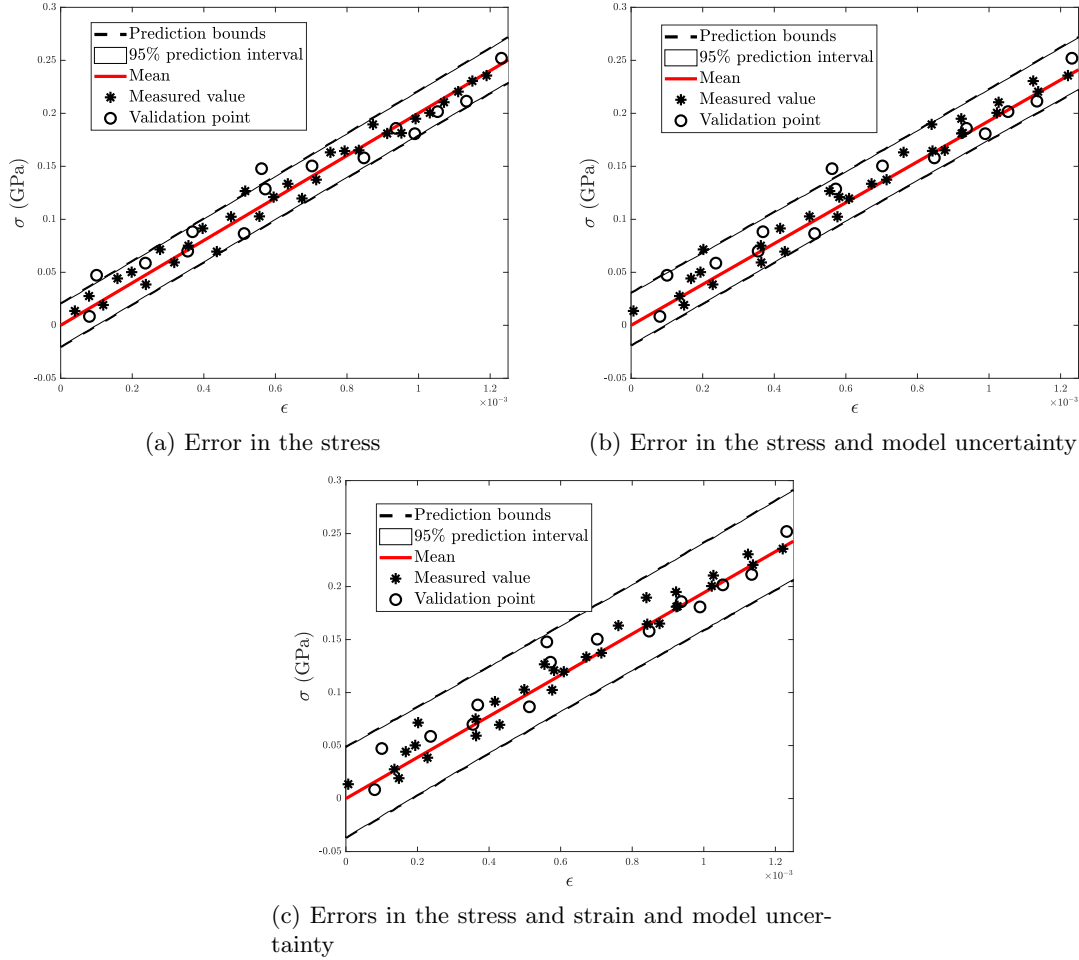 0.3
0.25
0.2
0.15
0.1
0.05
0
-0.05
σ (GPa)
Prediction bounds
95% prediction interval
Mean
Measured value
Validation point
0 0.2 0.4 0.6 0.8 1 1.2
×10⁻³
ϵ
(a) Error in the stress
0.3
0.25
0.2
0.15
0.1
0.05
0
-0.05
σ (GPa)
Prediction bounds
95% prediction interval
Mean
Measured value
Validation point
0 0.2 0.4 0.6 0.8 1 1.2
×10⁻³
ϵ
(b) Error in the stress and model uncertainty
0.3
0.25
0.2
0.15
0.1
0.05
0
-0.05
σ (GPa)
Prediction bounds
95% prediction interval
Mean
Measured value
Validation point
0 0.2 0.4 0.6 0.8 1 1.2
×10⁻³
ϵ
(c) Errors in the stress and strain and model uncer-
tainty